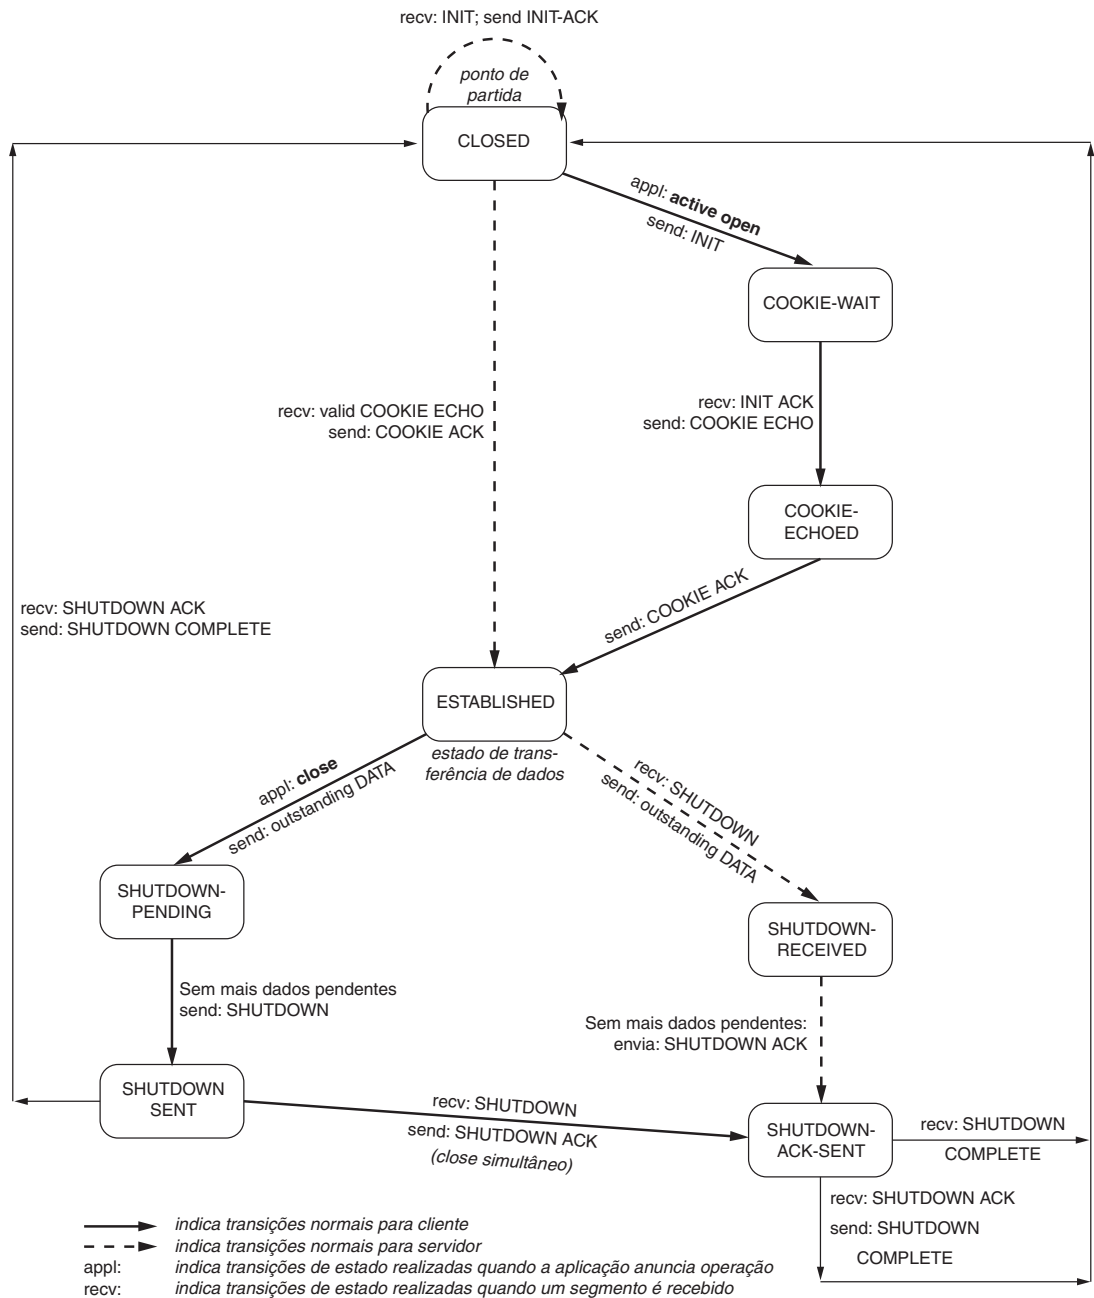 recv: INIT; send INIT-ACK
ponto de
partida
CLOSED
appl: active open
send: INIT
COOKIE-WAIT
recv: valid COOKIE ECHO
send: COOKIE ACK
recv: INIT ACK
send: COOKIE ECHO
COOKIE-
ECHOED
recv: SHUTDOWN ACK
send: SHUTDOWN COMPLETE
send: COOKIE ACK
ESTABLISHED
estado de trans-
ferência de dados
appl: close
send: outstanding DATA
recv: SHUTDOWN
send: outstanding DATA
SHUTDOWN-
PENDING
SHUTDOWN-
RECEIVED
Sem mais dados pendentes
send: SHUTDOWN
Sem mais dados pendentes:
envia: SHUTDOWN ACK
SHUTDOWN
SENT
recv: SHUTDOWN
send: SHUTDOWN ACK
(close simultâneo)
SHUTDOWN-
ACK-SENT
recv: SHUTDOWN
COMPLETE
recv: SHUTDOWN ACK
send: SHUTDOWN
COMPLETE
indica transições normais para cliente
indica transições normais para servidor
appl: indica transições de estado realizadas quando a aplicação anuncia operação
recv: indica transições de estado realizadas quando um segmento é recebido